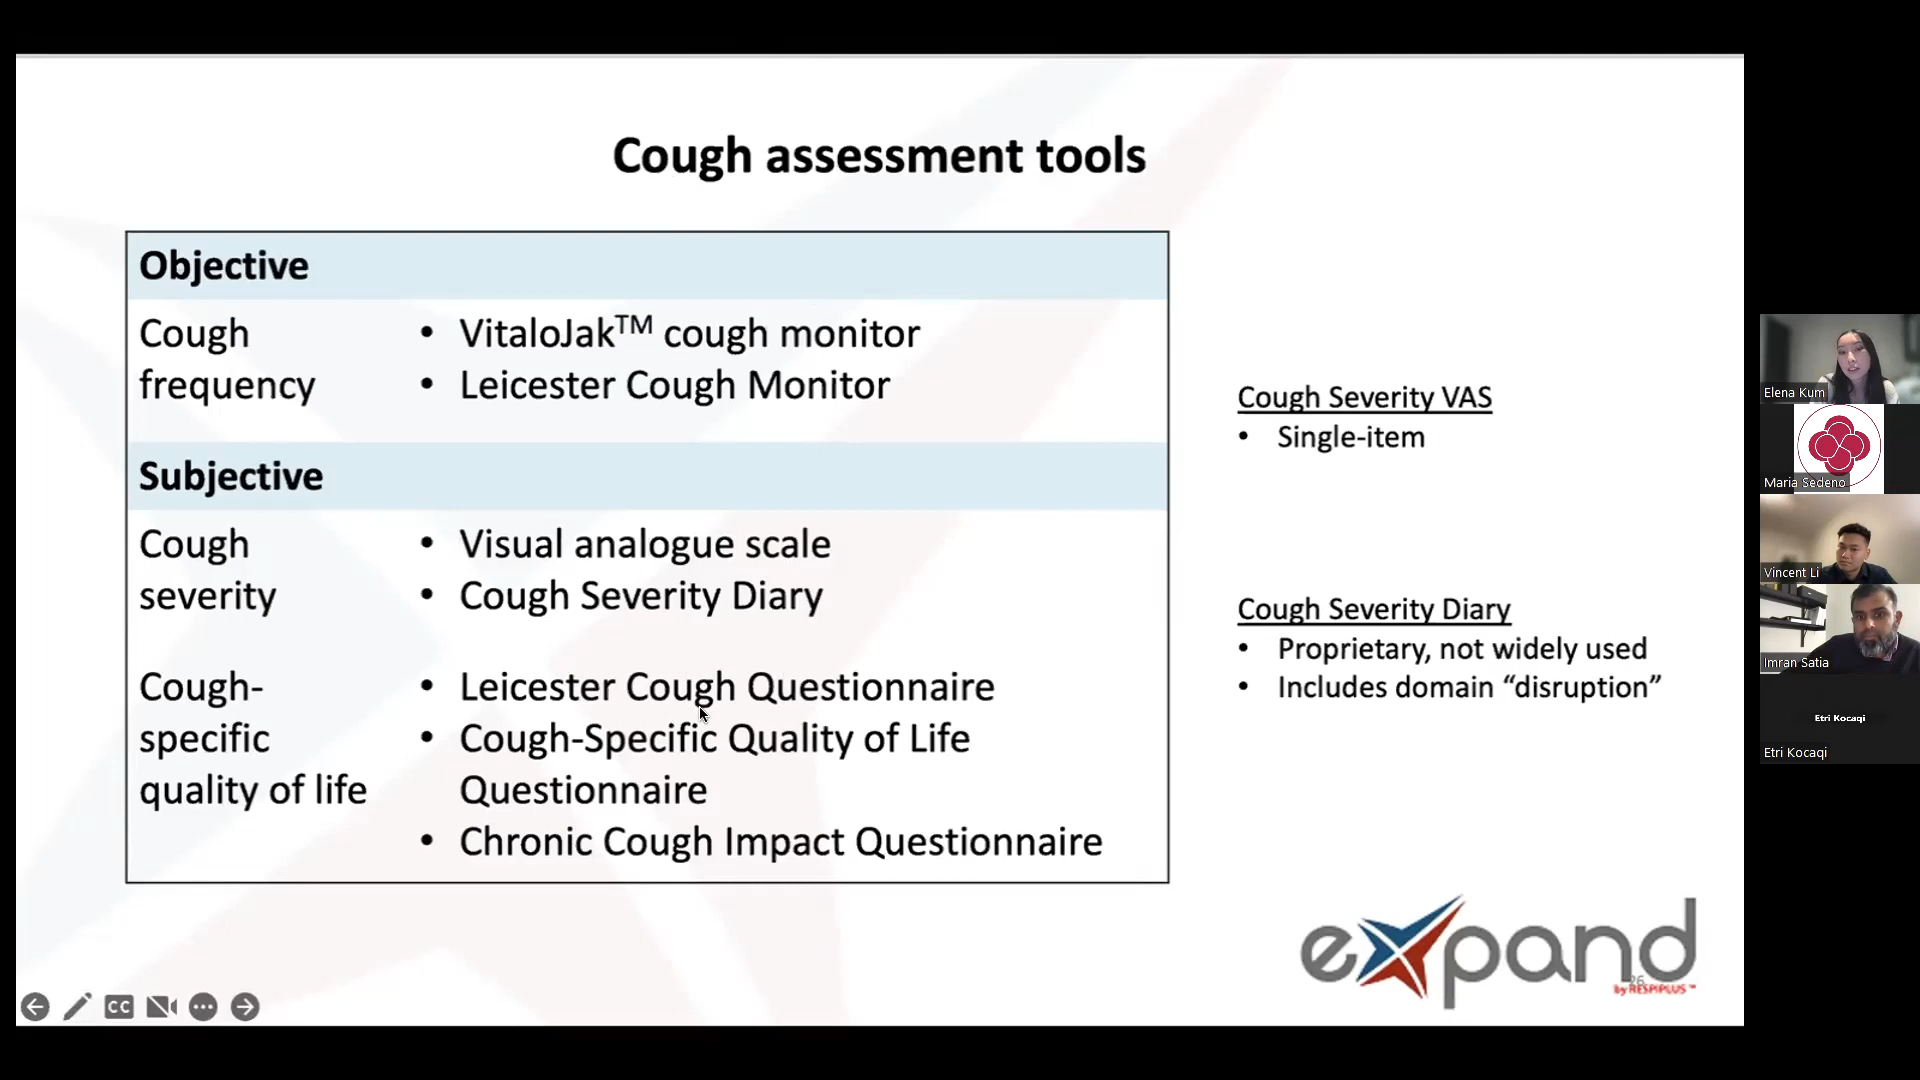 Cough assessment tools
Objective
Cough
frequency
• VitaloJak™ cough monitor
• Leicester Cough Monitor
Subjective
Cough
severity
• Visual analogue scale
• Cough Severity Diary
Cough-
specific
quality of life
• Leicester Cough Questionnaire
• Cough-Specific Quality of Life
Questionnaire
• Chronic Cough Impact Questionnaire
Cough Severity VAS
• Single-item
Cough Severity Diary
• Proprietary, not widely used
• Includes domain “disruption”
expand
26
by RESPIPLUS™
CC
Elena Kum
Maria Sedeno
Vincent Li
Imran Satia
Etri Kocaqi
Etri Kocaqi